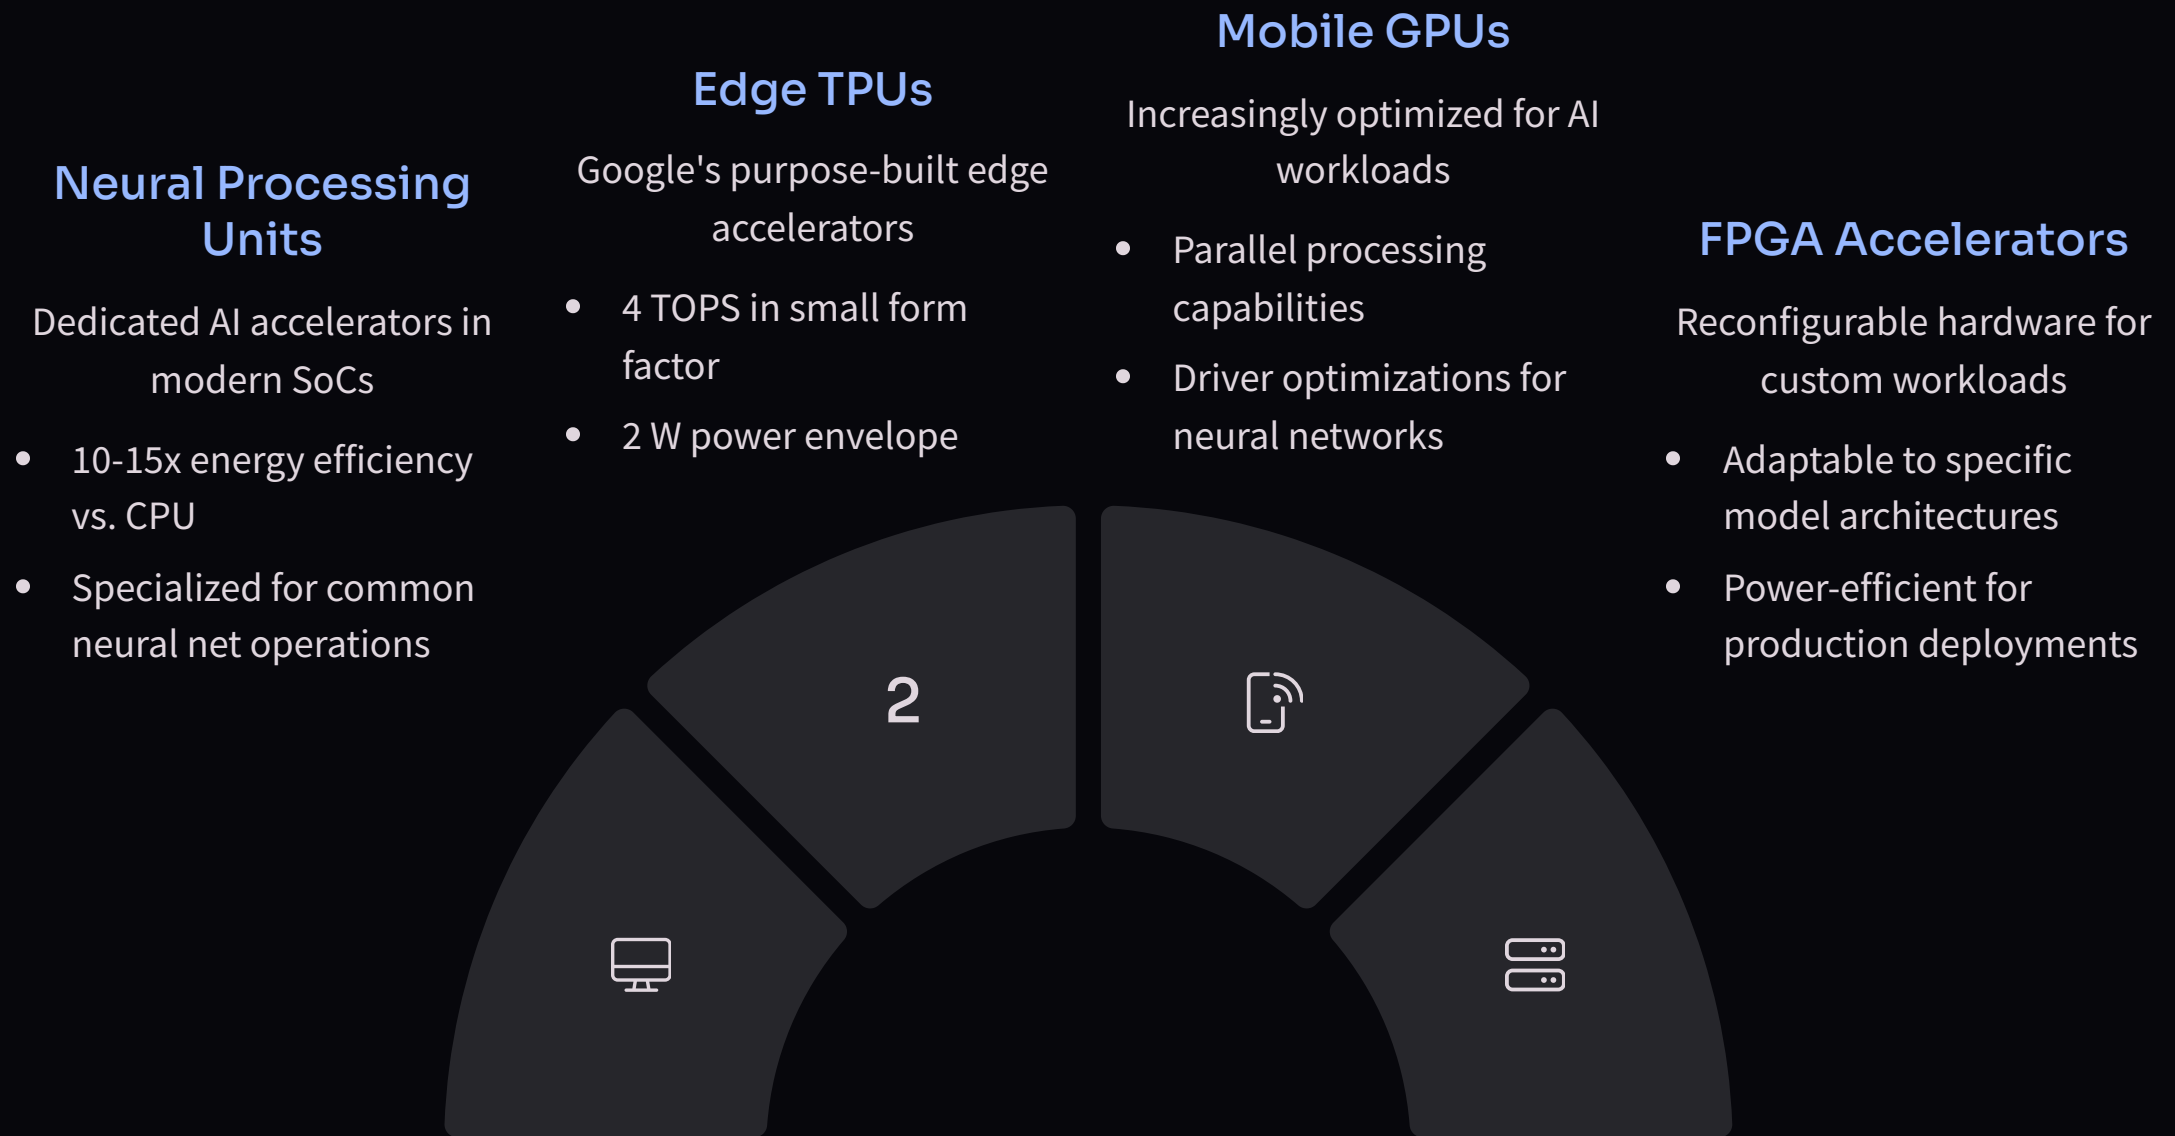 Neural Processing
Units
Dedicated AI accelerators in
modern SoCs
• 10-15x energy efficiency
vs. CPU
• Specialized for common
neural net operations
Edge TPUs
Google's purpose-built edge
accelerators
• 4 TOPS in small form
factor
• 2 W power envelope
Mobile GPUs
Increasingly optimized for AI
workloads
• Parallel processing
capabilities
• Driver optimizations for
neural networks
FPGA Accelerators
Reconfigurable hardware for
custom workloads
• Adaptable to specific
model architectures
• Power-efficient for
production deployments
2